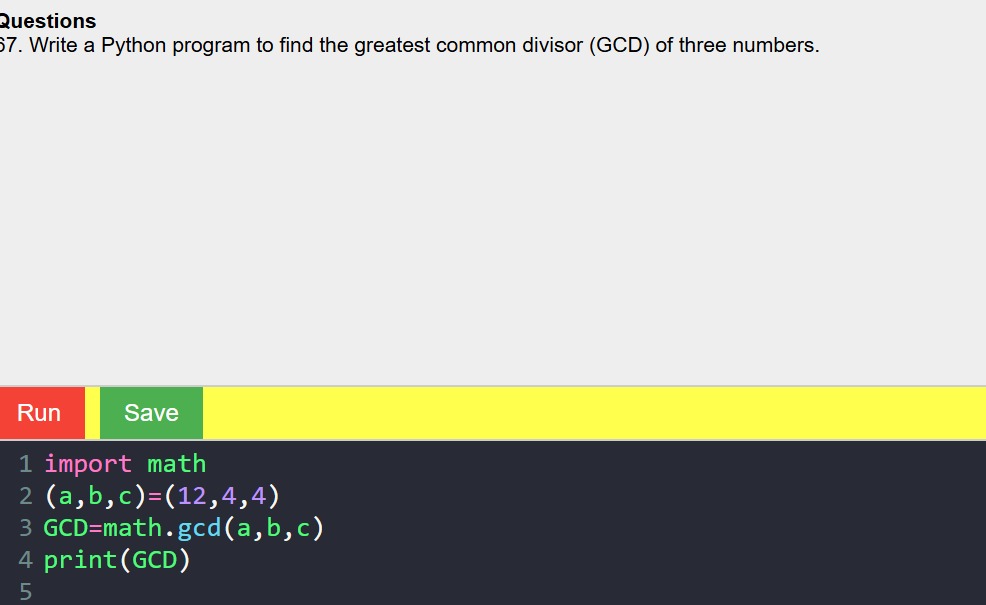 Questions
67. Write a Python program to find the greatest common divisor (GCD) of three numbers.
Run Save
1 import math
2 (a,b,c)=(12,4,4)
3 GCD=math.gcd(a,b,c)
4 print(GCD)
5